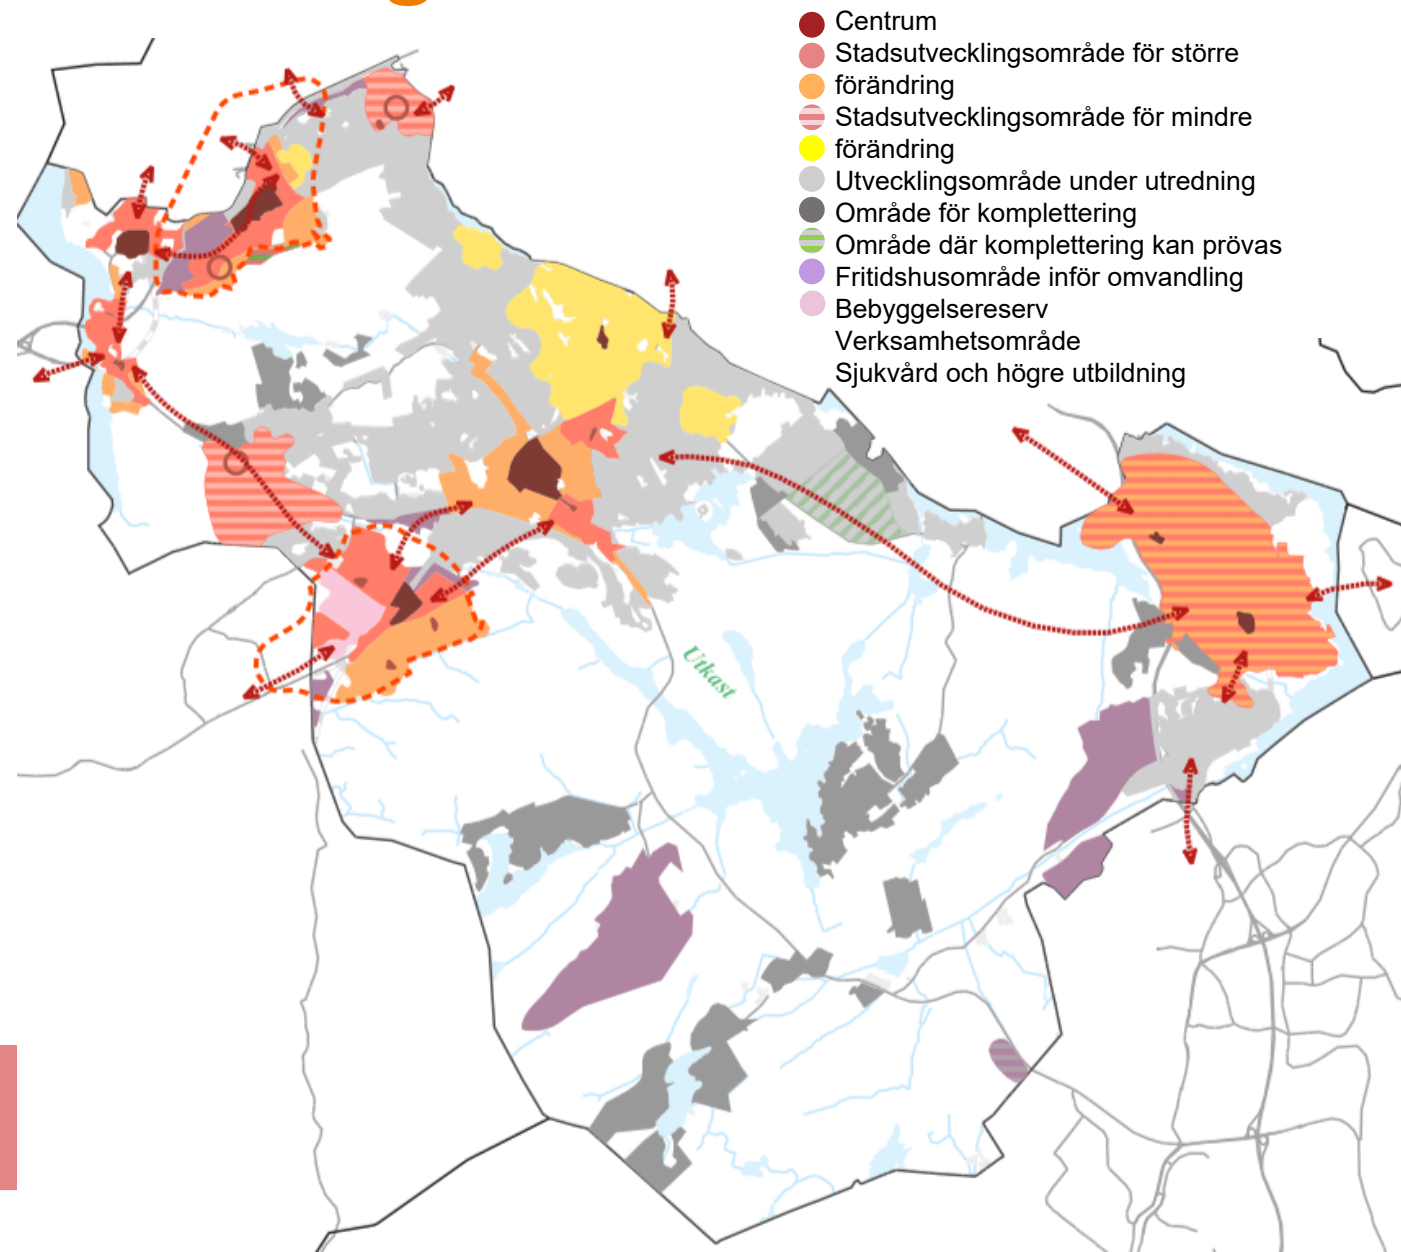 Centrum
Stadsutvecklingsområde för större
förändring
Stadsutvecklingsområde för mindre
förändring
Utvecklingsområde under utredning
Område för komplettering
Område där komplettering kan prövas
Fritidshusområde inför omvandling
Bebyggelsereserv
Verksamhetsområde
Sjukvård och högre utbildning
Utkast